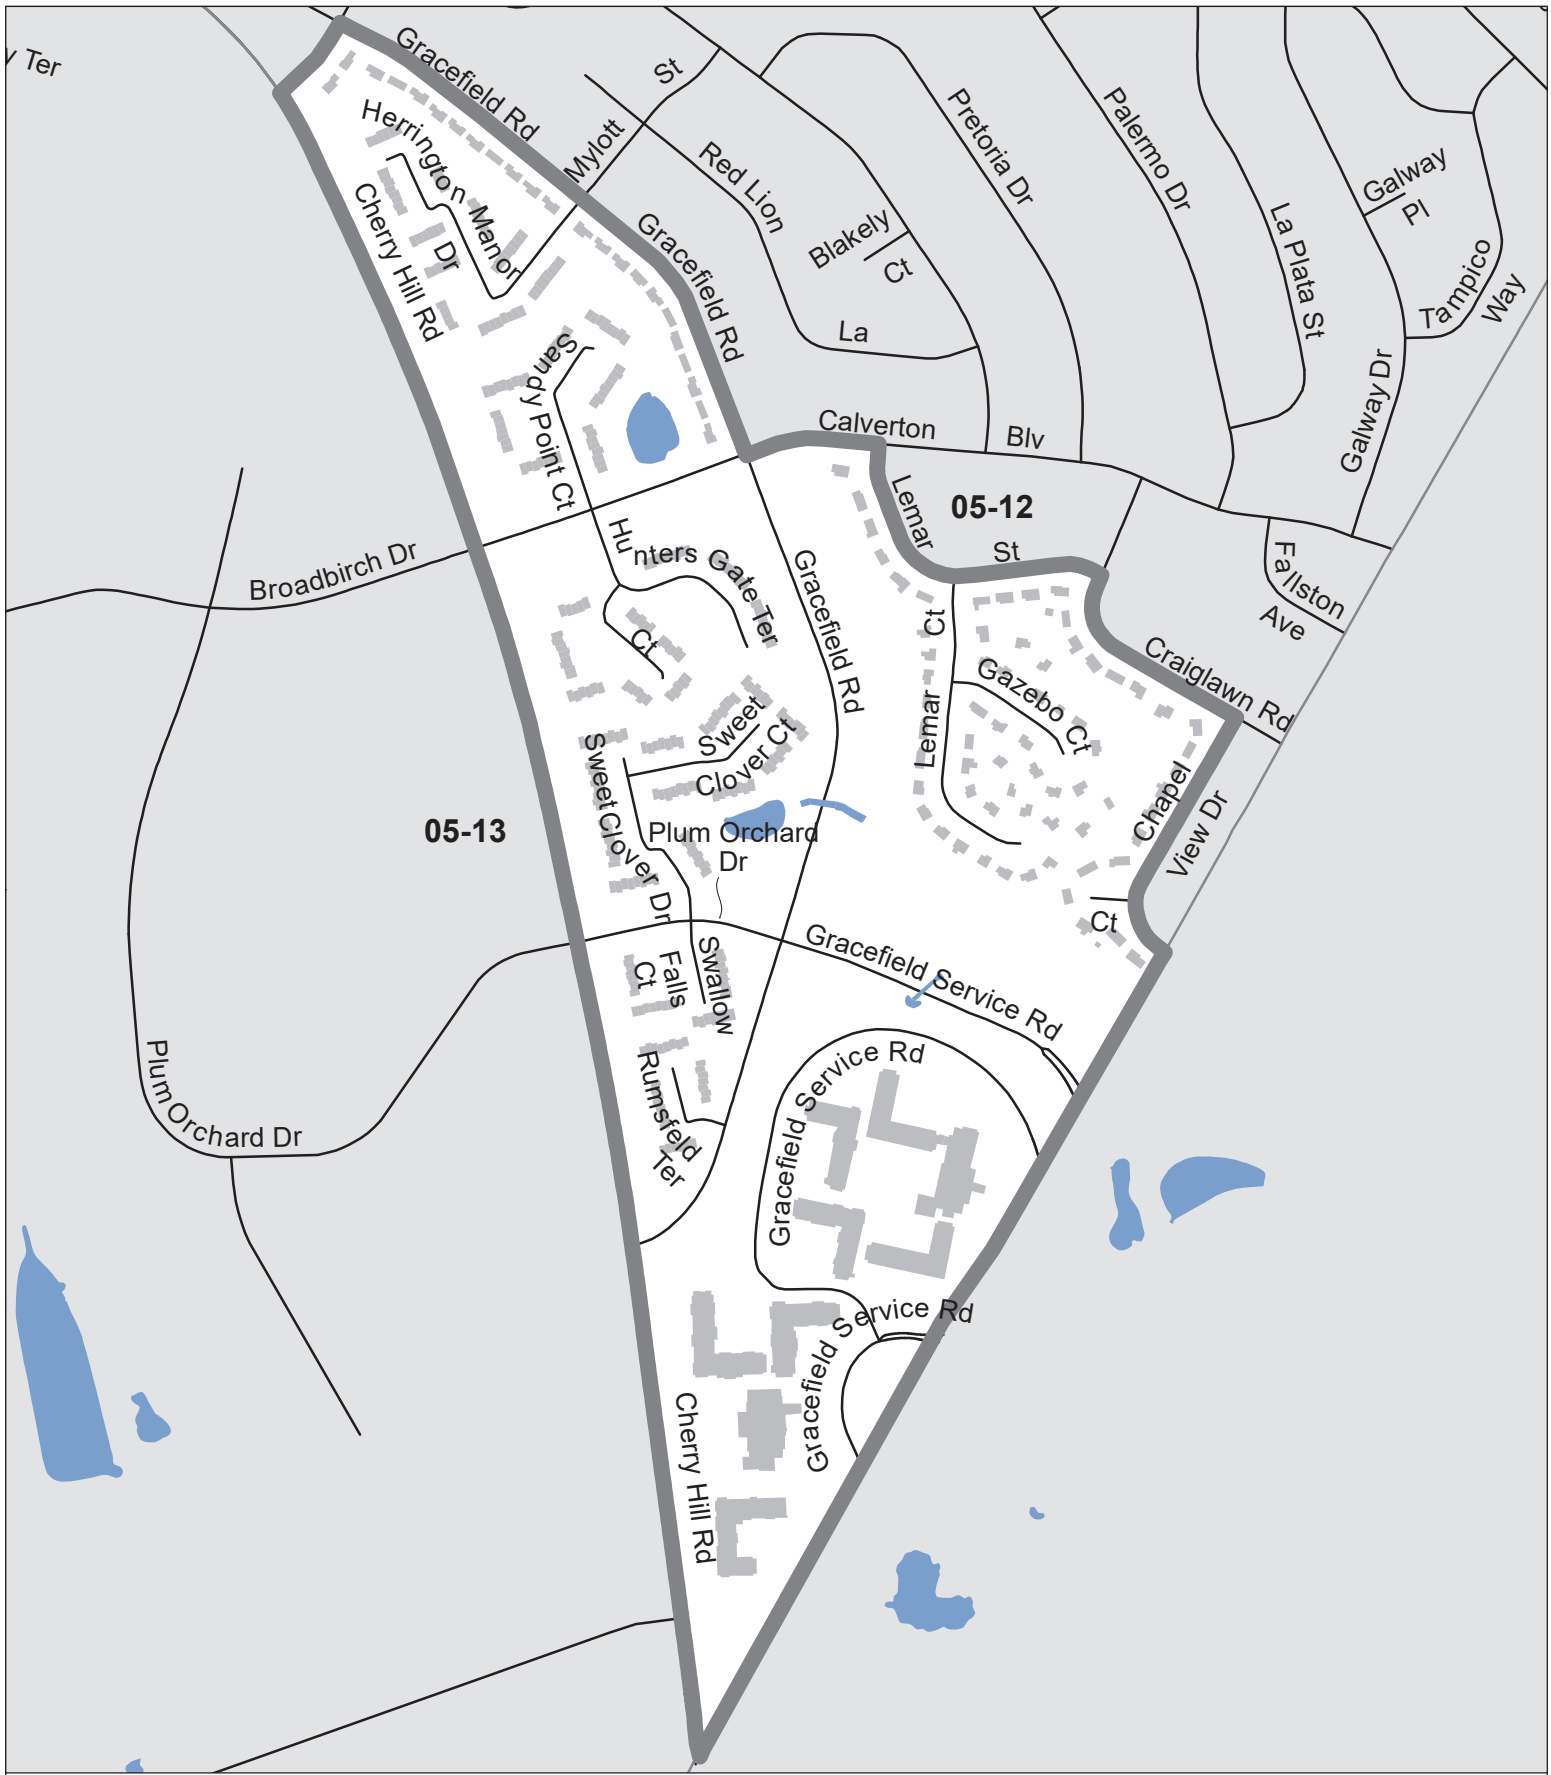 y Ter
Gracefield Rd
St
Mylott
Herrington Manor
Dr
Cherry Hill Rd
Gracefield Rd
Red Lion
La
Blakely
Ct
Pretoria Dr
Palermo Dr
La Plata St
Galway
Pl
Tampico
Way
Galway Dr
Sandy Point Ct
Calverton
Blv
Lemar
St
05-12
Broadbirch Dr
Hunters Gate Ter
Ct
Gracefield Rd
Fallston
Ave
Craiglawn Rd
Lemar
Ct
Gazebo Ct
Sweet
Clover Ct
Sweet Clover Dr
05-13
Plum Orchard
Dr
Chapel
View Dr
Ct
Gracefield Service Rd
Swallow
Falls
Ct
Rumsfeld
Ter
Plum Orchard Dr
Gracefield Service Rd
Gracefield Service Rd
Cherry Hill Rd